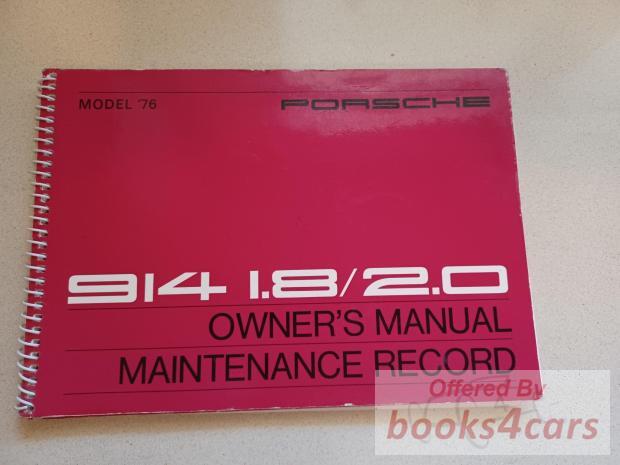 MODEL '76 PORSCHE
914 1.8/2.0
OWNER'S MANUAL
MAINTENANCE RECORD
Offered By
books4cars